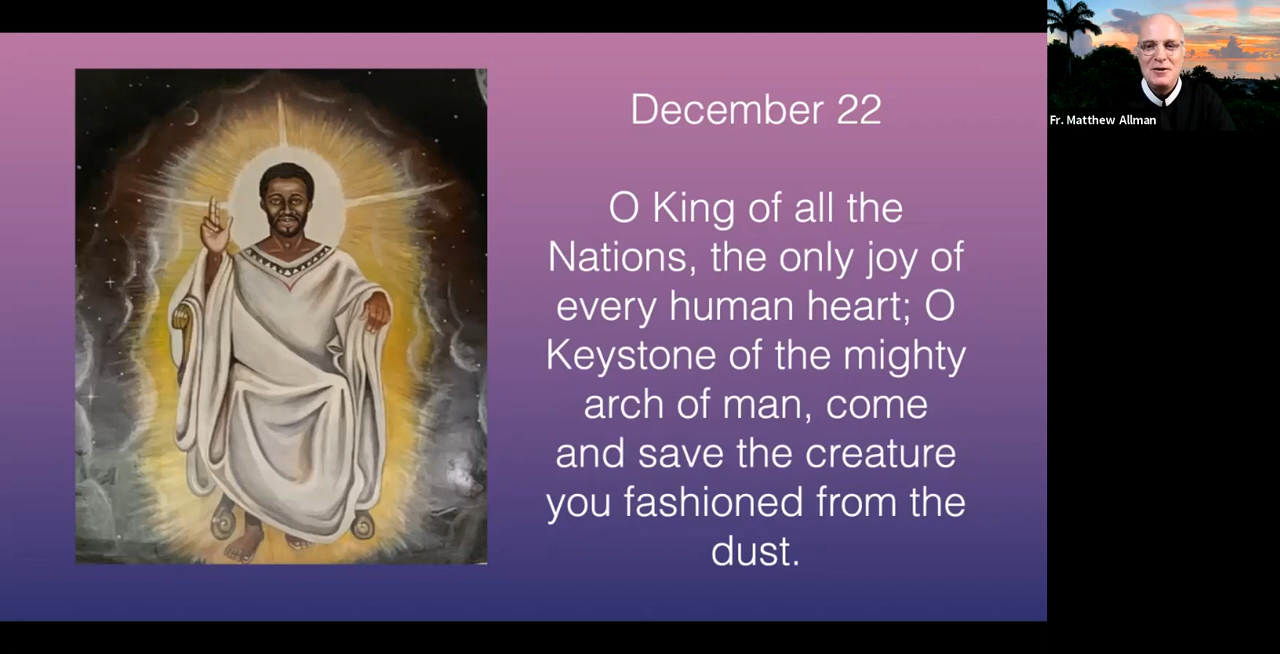 December 22
O King of all the
Nations, the only joy of
every human heart; O
Keystone of the mighty
arch of man, come
and save the creature
you fashioned from the
dust.
Fr. Matthew Allman